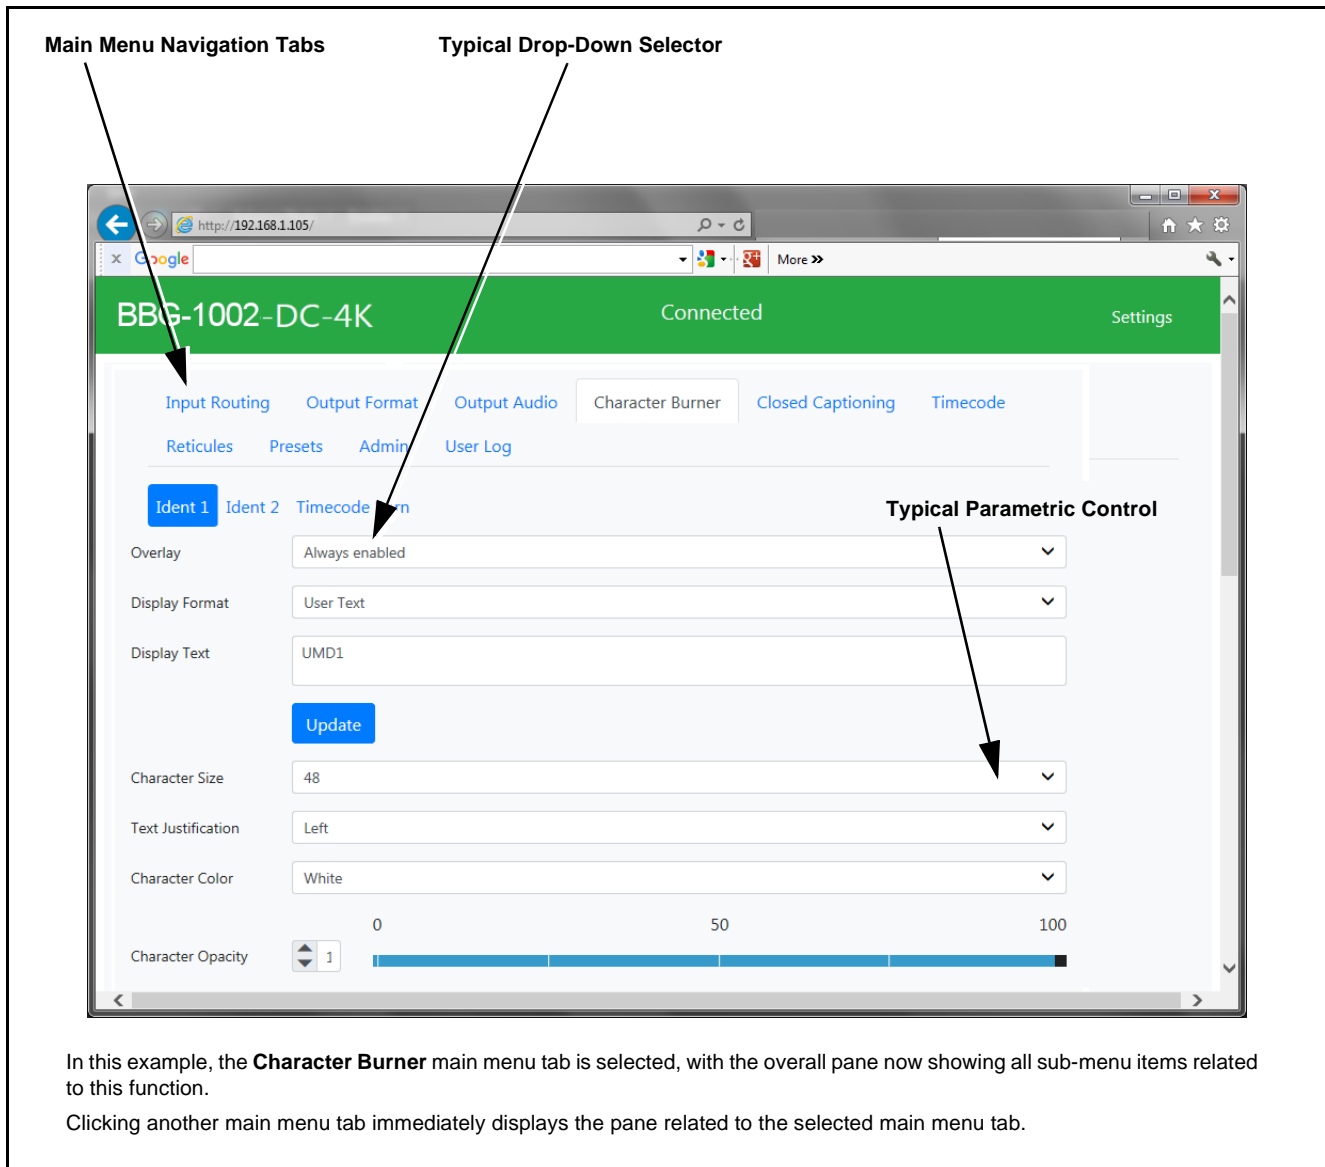 Main Menu Navigation Tabs
Typical Drop-Down Selector
http://192.168.1.105/
x Google
More »
BBG-1002-DC-4K
Connected
Settings
Input Routing Output Format Output Audio Character Burner Closed Captioning Timecode
Reticules Presets Admin User Log
Ident 1 Ident 2 Timecode
Typical Parametric Control
Overlay Always enabled
Display Format User Text
Display Text UMD1
Update
Character Size 48
Text Justification Left
Character Color White
0 50 100
Character Opacity 1
In this example, the Character Burner main menu tab is selected, with the overall pane now showing all sub-menu items related
to this function.
Clicking another main menu tab immediately displays the pane related to the selected main menu tab.